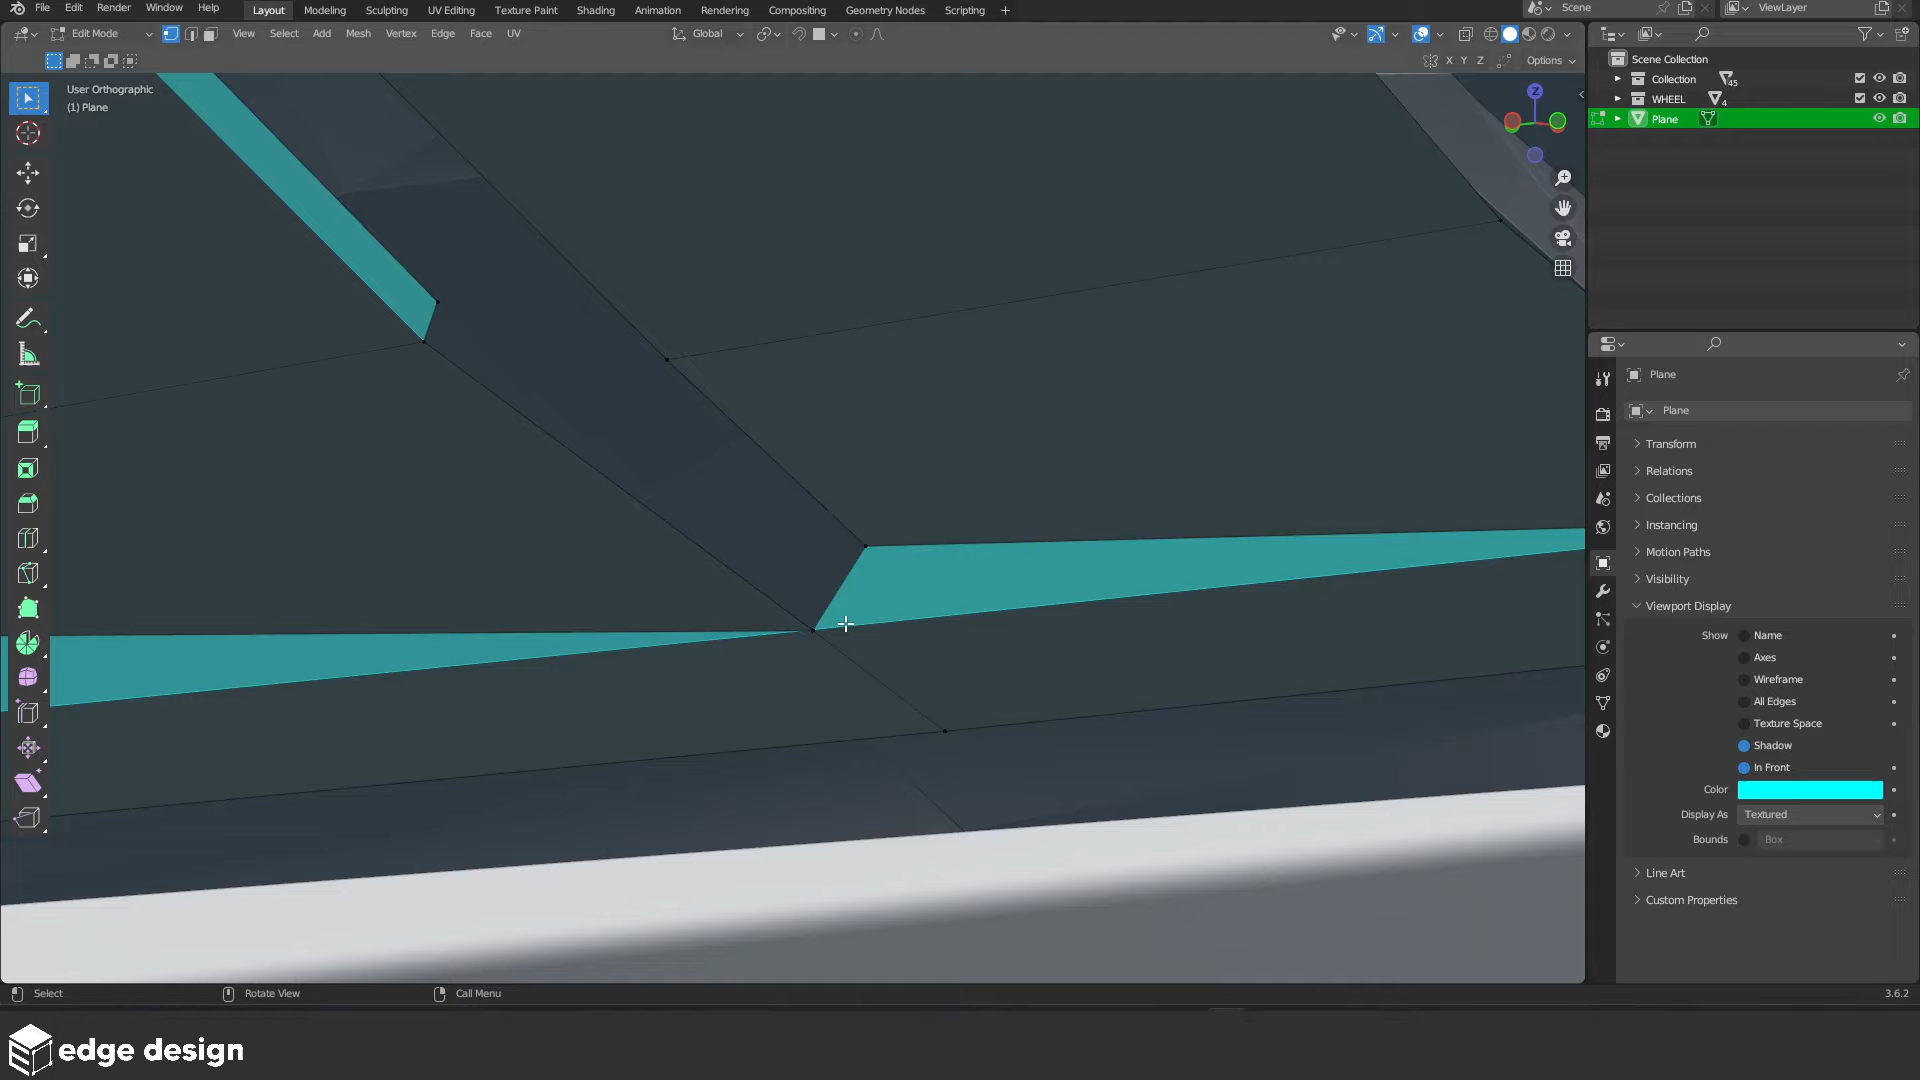 File Edit Render Window Help Layout Modeling Sculpting UV Editing Texture Paint Shading Animation Rendering Compositing Geometry Nodes Scripting + Scene ViewLayer
Edit Mode View Select Add Mesh Vertex Edge Face UV Global
X Y Z Options
User Orthographic
(1) Plane
Z
Scene Collection
Collection 45
WHEEL 4
Plane
Plane
Plane
Transform
Relations
Collections
Instancing
Motion Paths
Visibility
Viewport Display
Show Name
Axes
Wireframe
All Edges
Texture Space
Shadow
In Front
Color
Display As Textured
Bounds Box
Line Art
Custom Properties
Select Rotate View Call Menu 3.6.2
edge design